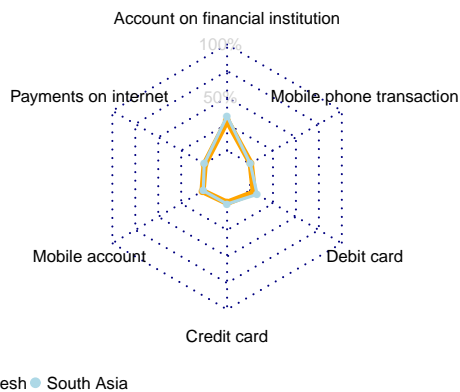 Account on financial institution
100%
Payments on internet
50%
Mobile phone transaction
Mobile account
Debit card
Credit card
esh South Asia